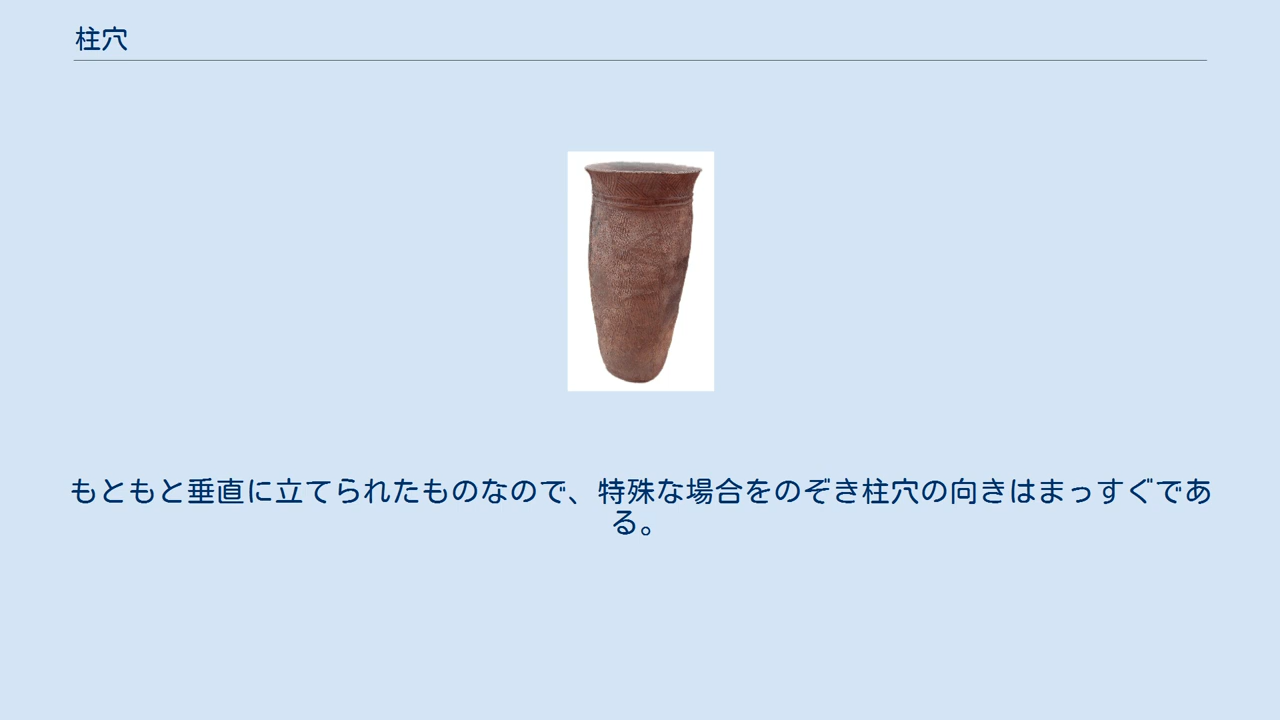 柱穴
もともと垂直に立てられたものなので、特殊な場合をのぞき柱穴の向きはまっすぐであ
る。